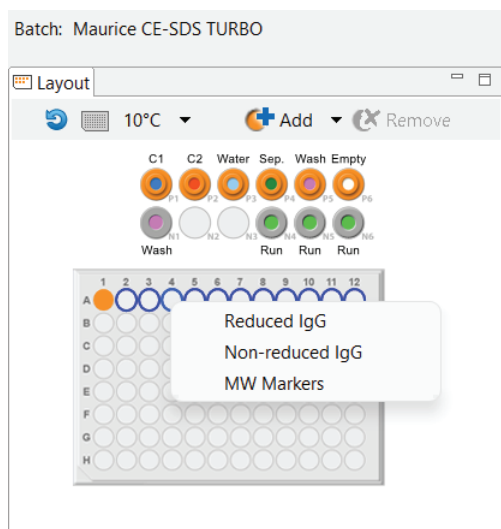 Batch: Maurice CE-SDS TURBO
Layout
10°C Add Remove
C1 C2 Water Sep. Wash Empty
P1 P2 P3 P4 P5 P6
N1 N2 N3 N4 N5 N6
Wash Run Run Run
1 2 3 4 5 6 7 8 9 10 11 12
A
B
Reduced IgG
C
Non-reduced IgG
D
MW Markers
E
F
G
H